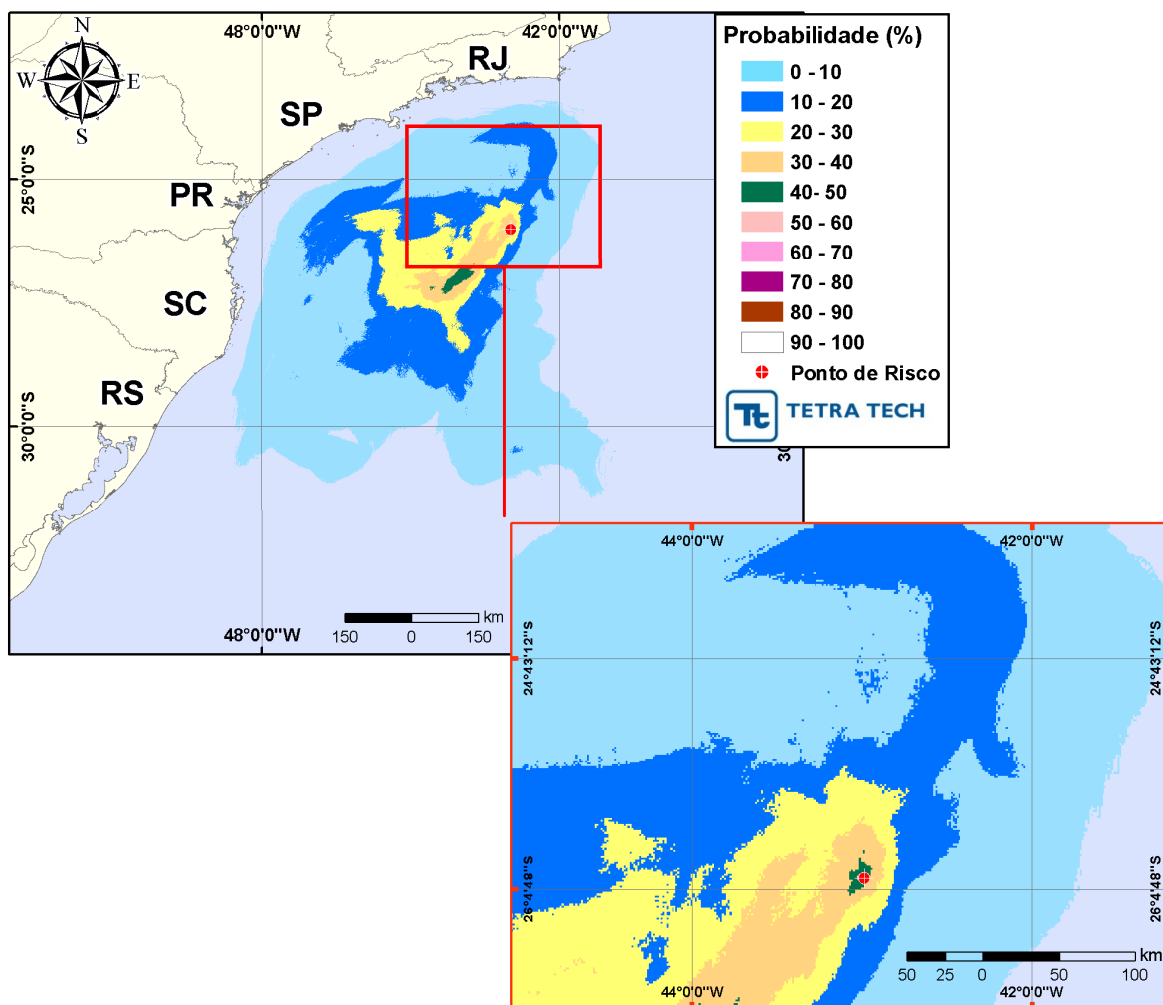 48°0'0"W
42°0'0"W
N
W
E
S
RJ
SP
PR
SC
RS
25°0'0"S
30°0'0"S
30
48°0'0"W
km
150 0 150
Probabilidade (%)
0 - 10
10 - 20
20 - 30
30 - 40
40- 50
50 - 60
60 - 70
70 - 80
80 - 90
90 - 100
Ponto de Risco
Tt TETRA TECH
44°0'0"W
42°0'0"W
24°43'12"S
24°43'12"S
26°4'48"S
26°4'48"S
km
50 25 0 50 100
44°0'0"W
42°0'0"W